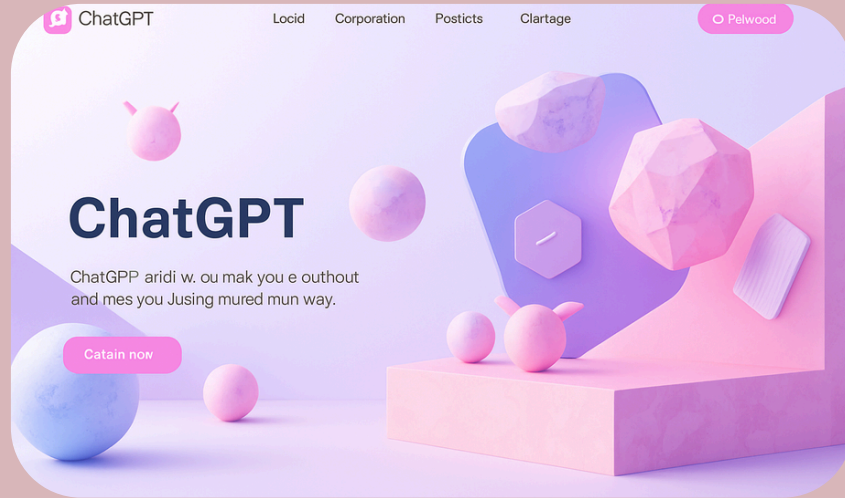 ChatGPT
Locid
Corporation
Posticts
Clartage
Pelwood
ChatGPT
ChatGPP aridi w. ou mak you e outhout
and mes you Jusing mured mun way.
Catain now